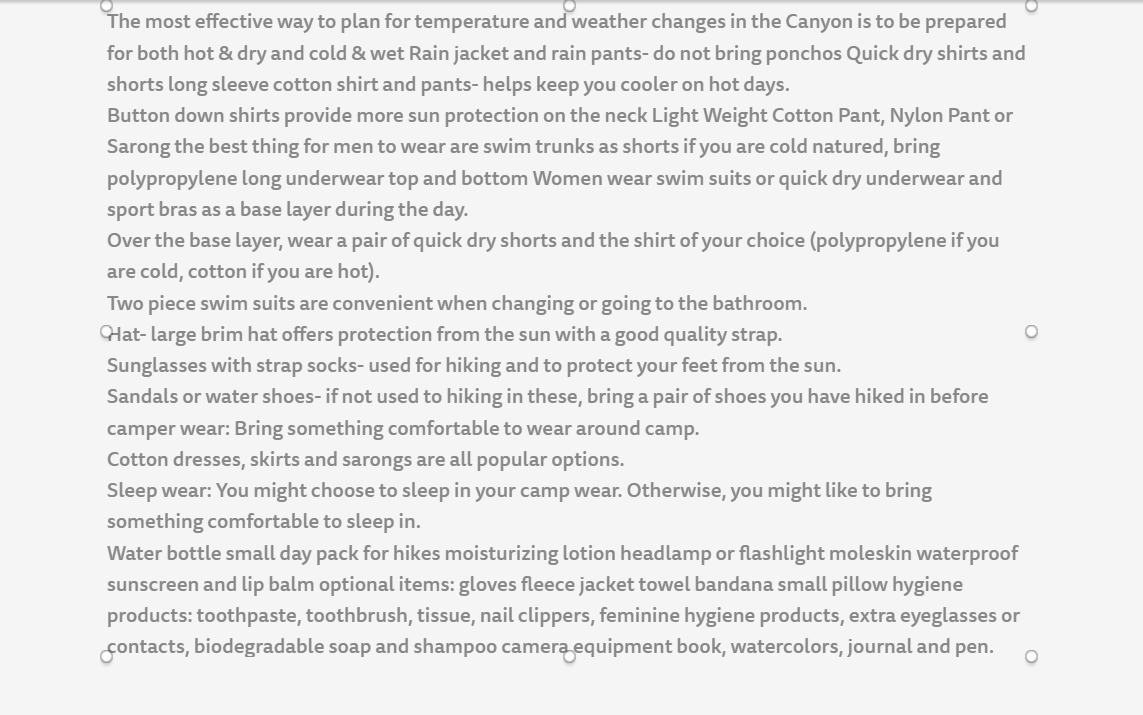 The most effective way to plan for temperature and weather changes in the Canyon is to be prepared
for both hot & dry and cold & wet Rain jacket and rain pants- do not bring ponchos Quick dry shirts and
shorts long sleeve cotton shirt and pants- helps keep you cooler on hot days.
Button down shirts provide more sun protection on the neck Light Weight Cotton Pant, Nylon Pant or
Sarong the best thing for men to wear are swim trunks as shorts if you are cold natured, bring
polypropylene long underwear top and bottom Women wear swim suits or quick dry underwear and
sport bras as a base layer during the day.
Over the base layer, wear a pair of quick dry shorts and the shirt of your choice (polypropylene if you
are cold, cotton if you are hot).
Two piece swim suits are convenient when changing or going to the bathroom.
Hat- large brim hat offers protection from the sun with a good quality strap.
Sunglasses with strap socks- used for hiking and to protect your feet from the sun.
Sandals or water shoes- if not used to hiking in these, bring a pair of shoes you have hiked in before
camper wear: Bring something comfortable to wear around camp.
Cotton dresses, skirts and sarongs are all popular options.
Sleep wear: You might choose to sleep in your camp wear. Otherwise, you might like to bring
something comfortable to sleep in.
Water bottle small day pack for hikes moisturizing lotion headlamp or flashlight moleskin waterproof
sunscreen and lip balm optional items: gloves fleece jacket towel bandana small pillow hygiene
products: toothpaste, toothbrush, tissue, nail clippers, feminine hygiene products, extra eyeglasses or
contacts, biodegradable soap and shampoo camera equipment book, watercolors, journal and pen.